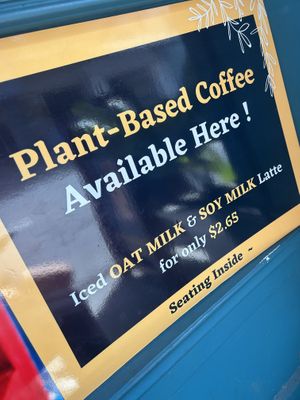 Plant-Based Coffee
Available Here !
Iced OAT MILK & SOY MILK Latte
for only $2.65
Seating Inside ~